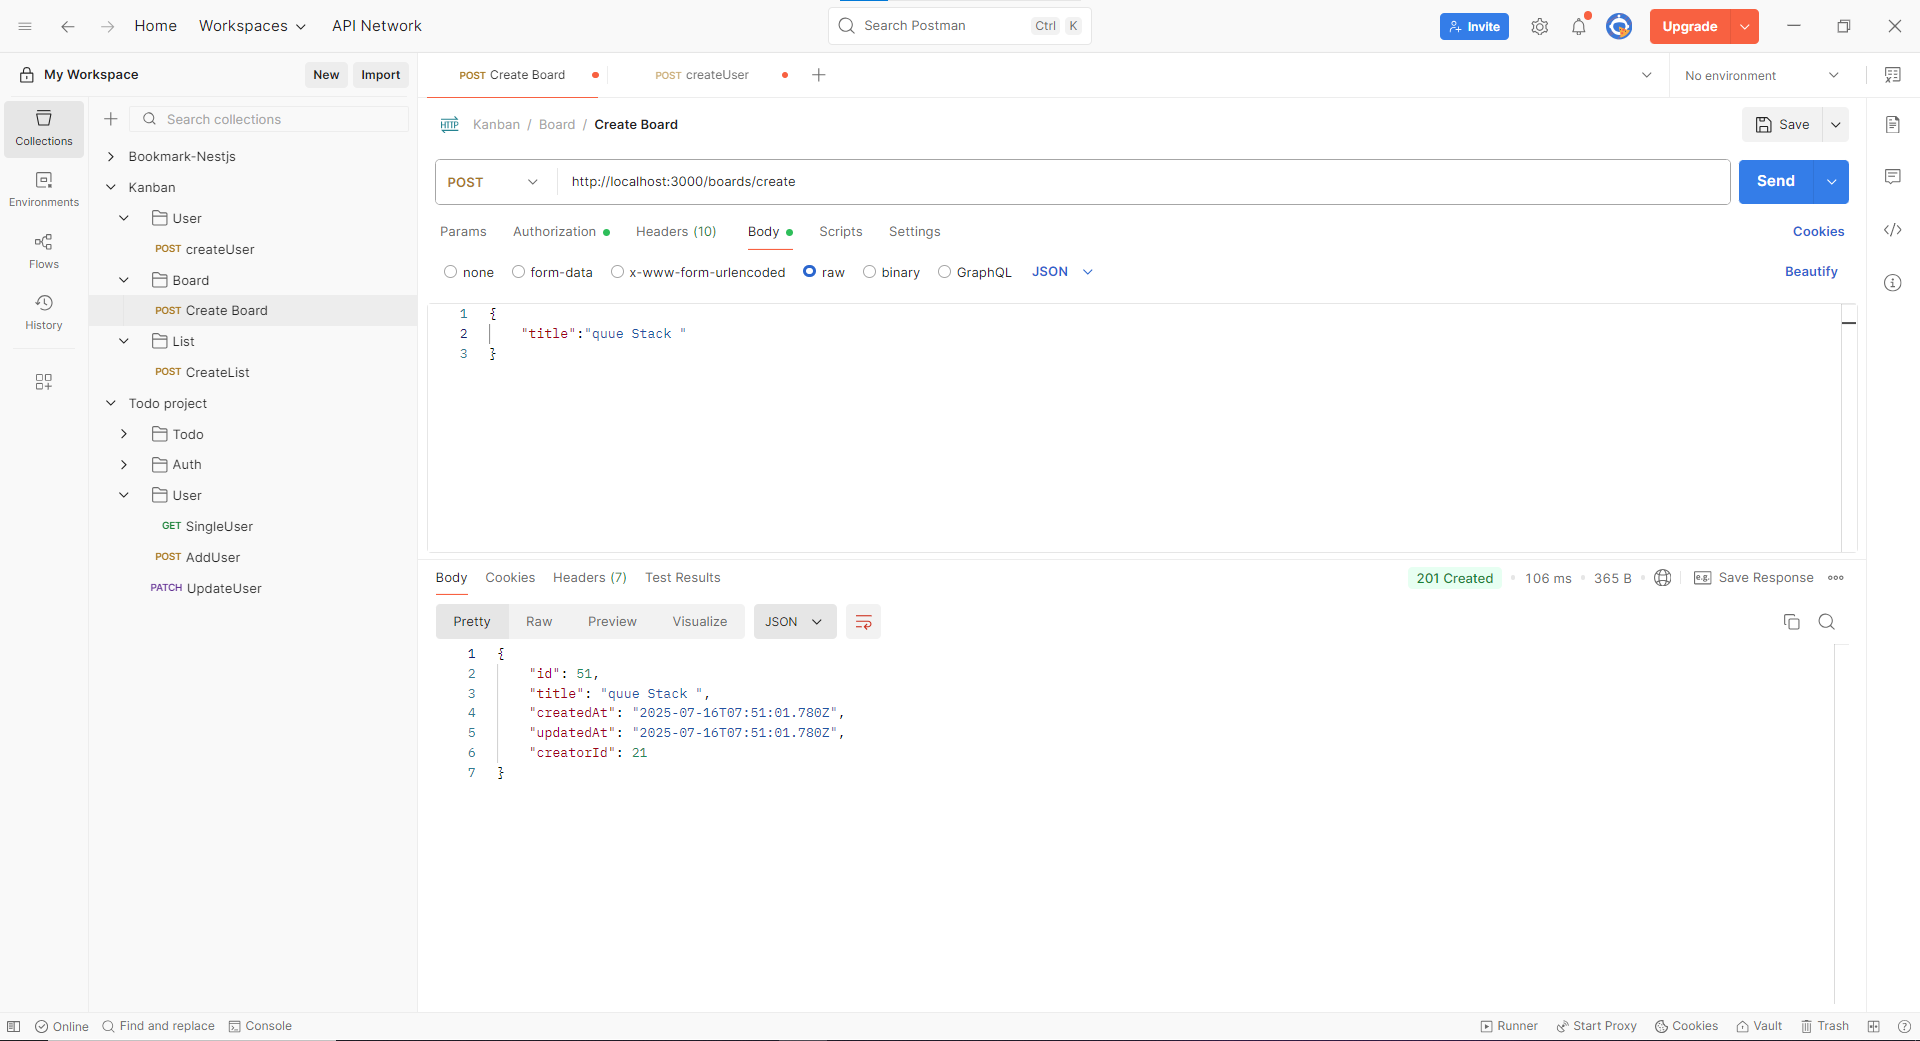 Home Workspaces API Network Search Postman Ctrl K Invite Upgrade
My Workspace New Import POST Create Board POST createUser No environment
Collections
Environments
Flows
History
Search collections
Bookmark-Nestjs
Kanban
User
POST createUser
Board
POST Create Board
List
POST CreateList
Todo project
Todo
Auth
User
GET SingleUser
POST AddUser
PATCH UpdateUser
HTTP Kanban / Board / Create Board Save
POST http://localhost:3000/boards/create Send
Params Authorization Headers (10) Body Scripts Settings Cookies
none form-data x-www-form-urlencoded raw binary GraphQL JSON Beautify
1 {
2 "title":"quue Stack "
3 }
Body Cookies Headers (7) Test Results 201 Created 106 ms 365 B e.g. Save Response
Pretty Raw Preview Visualize JSON
1 {
2 "id": 51,
3 "title": "quue Stack ",
4 "createdAt": "2025-07-16T07:51:01.780Z",
5 "updatedAt": "2025-07-16T07:51:01.780Z",
6 "creatorId": 21
7 }
Online Find and replace Console Runner Start Proxy Cookies Vault Trash